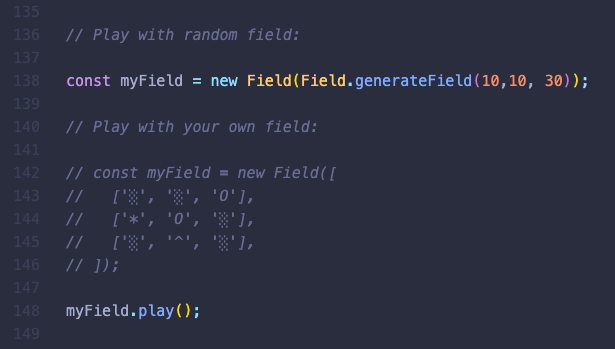 135
136 // Play with random field:
137
138 const myField = new Field(Field.generateField(10,10, 30));
139
140 // Play with your own field:
141
142 // const myField = new Field([
143 //   ['░', '░', 'O'],
144 //   ['*', 'O', '░'],
145 //   ['░', '^', '░'],
146 // ]);
147
148 myField.play();
149